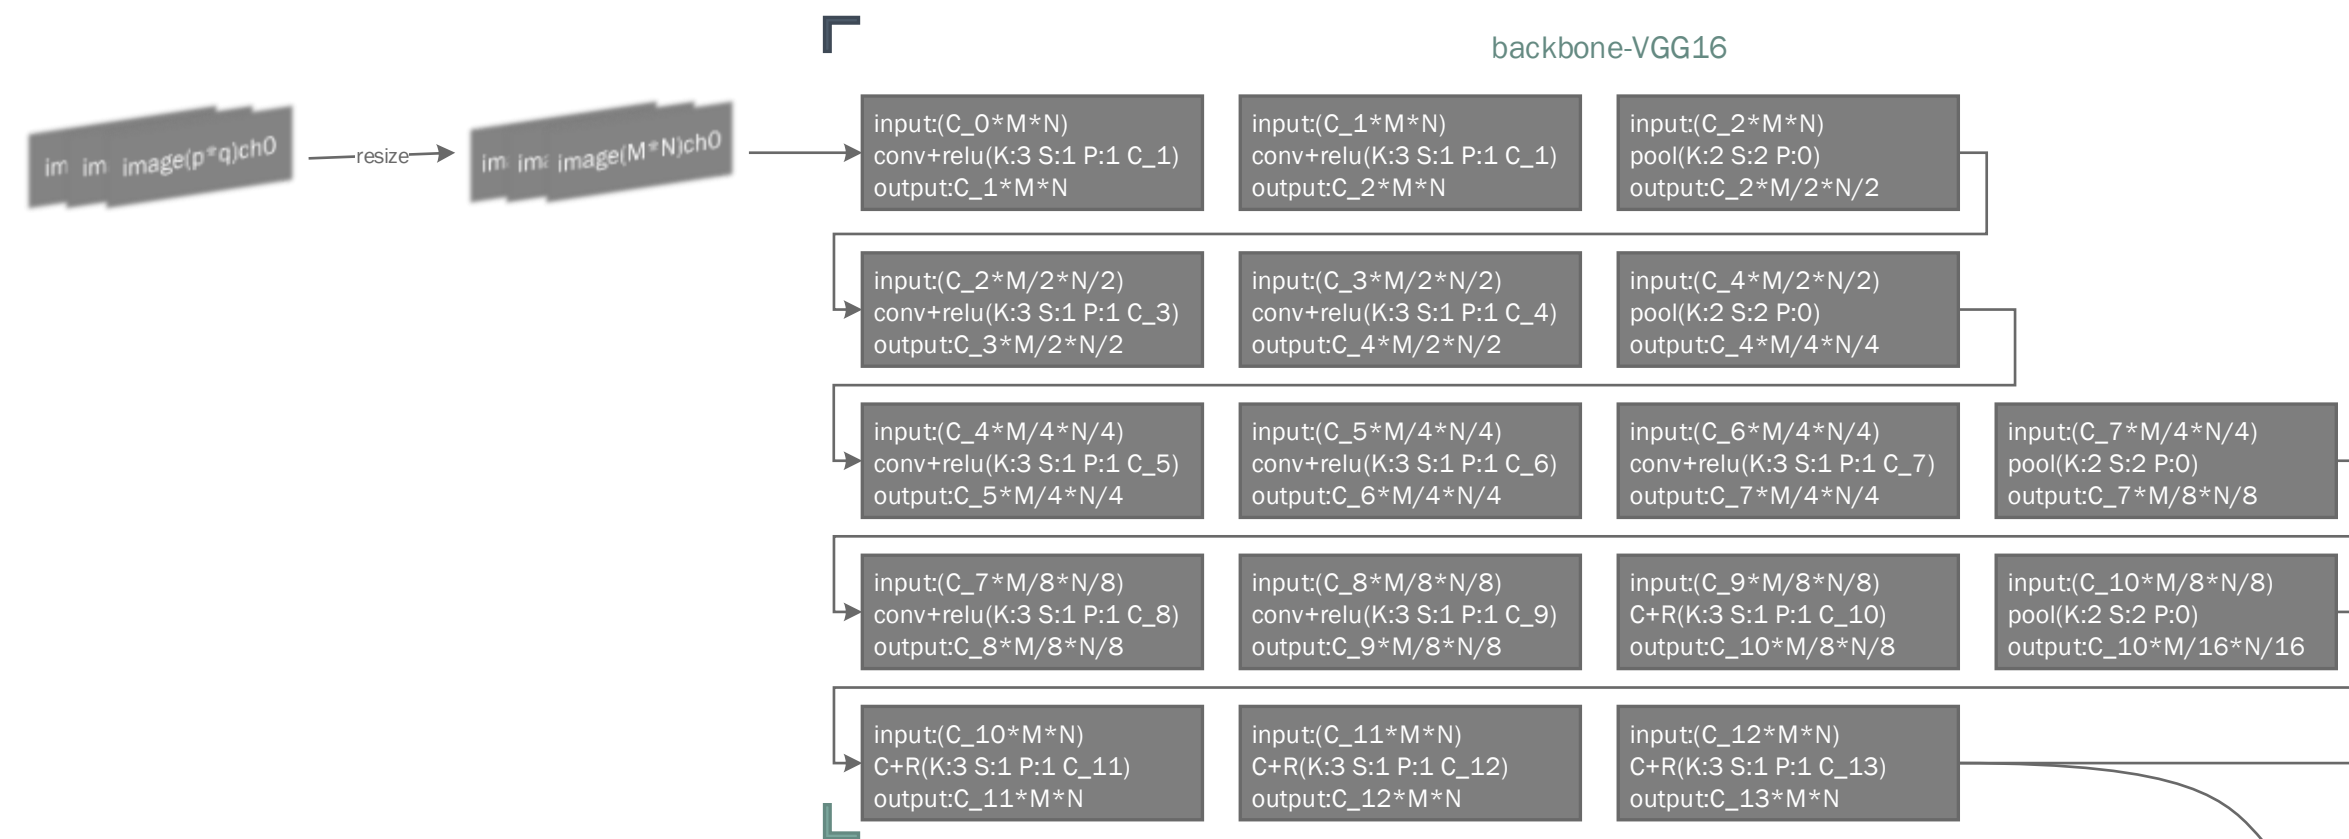 backbone-VGG16
im im image(p*q)ch0
resize
im ima image(M*N)ch0
input:(C_0*M*N)
conv+relu(K:3 S:1 P:1 C_1)
output:C_1*M*N
input:(C_1*M*N)
conv+relu(K:3 S:1 P:1 C_1)
output:C_2*M*N
input:(C_2*M*N)
pool(K:2 S:2 P:0)
output:C_2*M/2*N/2
input:(C_2*M/2*N/2)
conv+relu(K:3 S:1 P:1 C_3)
output:C_3*M/2*N/2
input:(C_3*M/2*N/2)
conv+relu(K:3 S:1 P:1 C_4)
output:C_4*M/2*N/2
input:(C_4*M/2*N/2)
pool(K:2 S:2 P:0)
output:C_4*M/4*N/4
input:(C_4*M/4*N/4)
conv+relu(K:3 S:1 P:1 C_5)
output:C_5*M/4*N/4
input:(C_5*M/4*N/4)
conv+relu(K:3 S:1 P:1 C_6)
output:C_6*M/4*N/4
input:(C_6*M/4*N/4)
conv+relu(K:3 S:1 P:1 C_7)
output:C_7*M/4*N/4
input:(C_7*M/4*N/4)
pool(K:2 S:2 P:0)
output:C_7*M/8*N/8
input:(C_7*M/8*N/8)
conv+relu(K:3 S:1 P:1 C_8)
output:C_8*M/8*N/8
input:(C_8*M/8*N/8)
conv+relu(K:3 S:1 P:1 C_9)
output:C_9*M/8*N/8
input:(C_9*M/8*N/8)
C+R(K:3 S:1 P:1 C_10)
output:C_10*M/8*N/8
input:(C_10*M/8*N/8)
pool(K:2 S:2 P:0)
output:C_10*M/16*N/16
input:(C_10*M*N)
C+R(K:3 S:1 P:1 C_11)
output:C_11*M*N
input:(C_11*M*N)
C+R(K:3 S:1 P:1 C_12)
output:C_12*M*N
input:(C_12*M*N)
C+R(K:3 S:1 P:1 C_13)
output:C_13*M*N